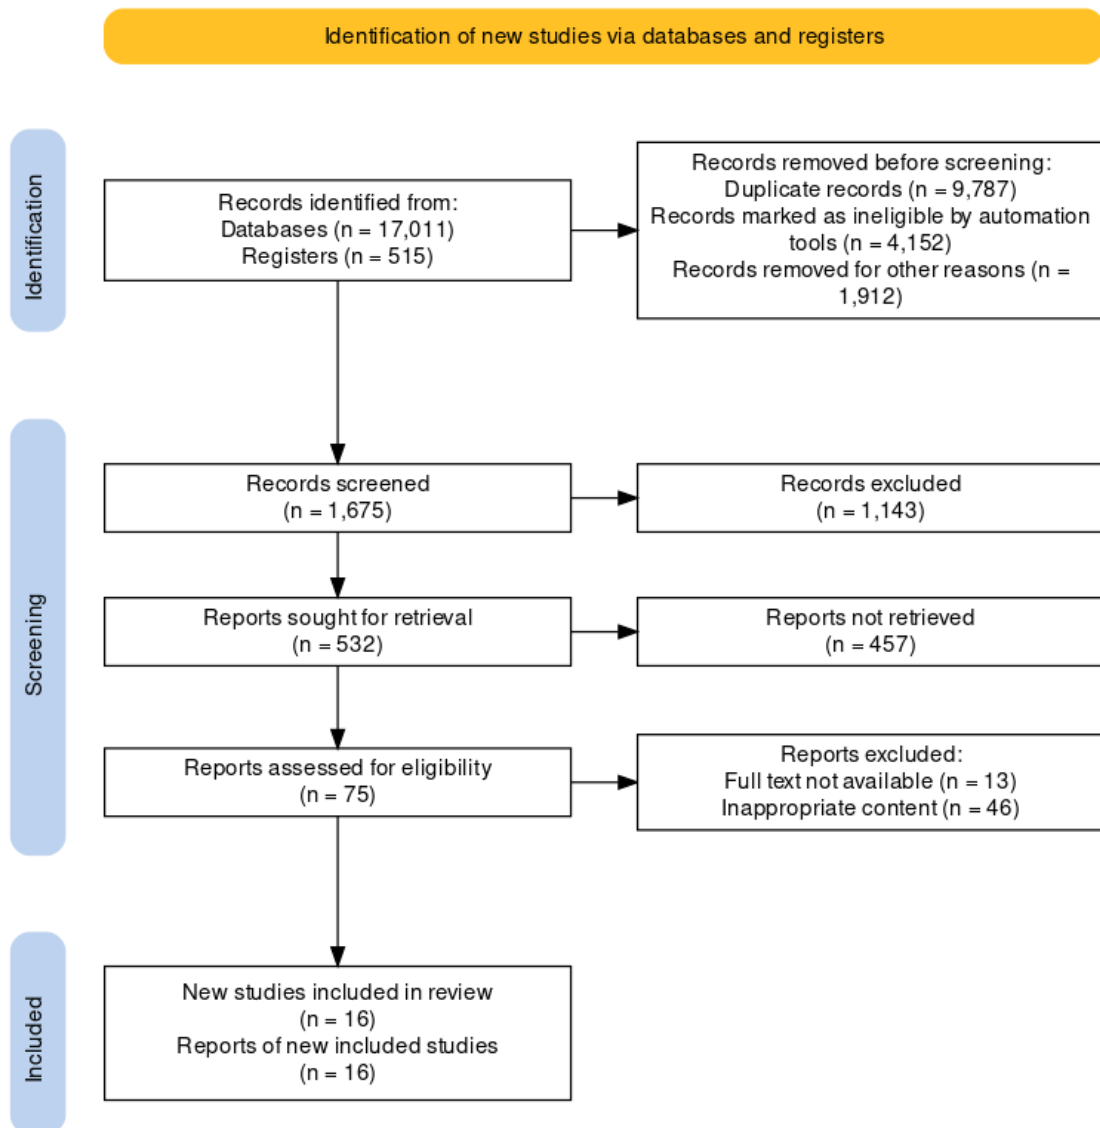 Identification of new studies via databases and registers
Identification
Records identified from:
Databases (n = 17,011)
Registers (n = 515)
Records removed before screening:
Duplicate records (n = 9,787)
Records marked as ineligible by automation
tools (n = 4,152)
Records removed for other reasons (n =
1,912)
Screening
Records screened
(n = 1,675)
Records excluded
(n = 1,143)
Reports sought for retrieval
(n = 532)
Reports not retrieved
(n = 457)
Reports assessed for eligibility
(n = 75)
Reports excluded:
Full text not available (n = 13)
Inappropriate content (n = 46)
Included
New studies included in review
(n = 16)
Reports of new included studies
(n = 16)